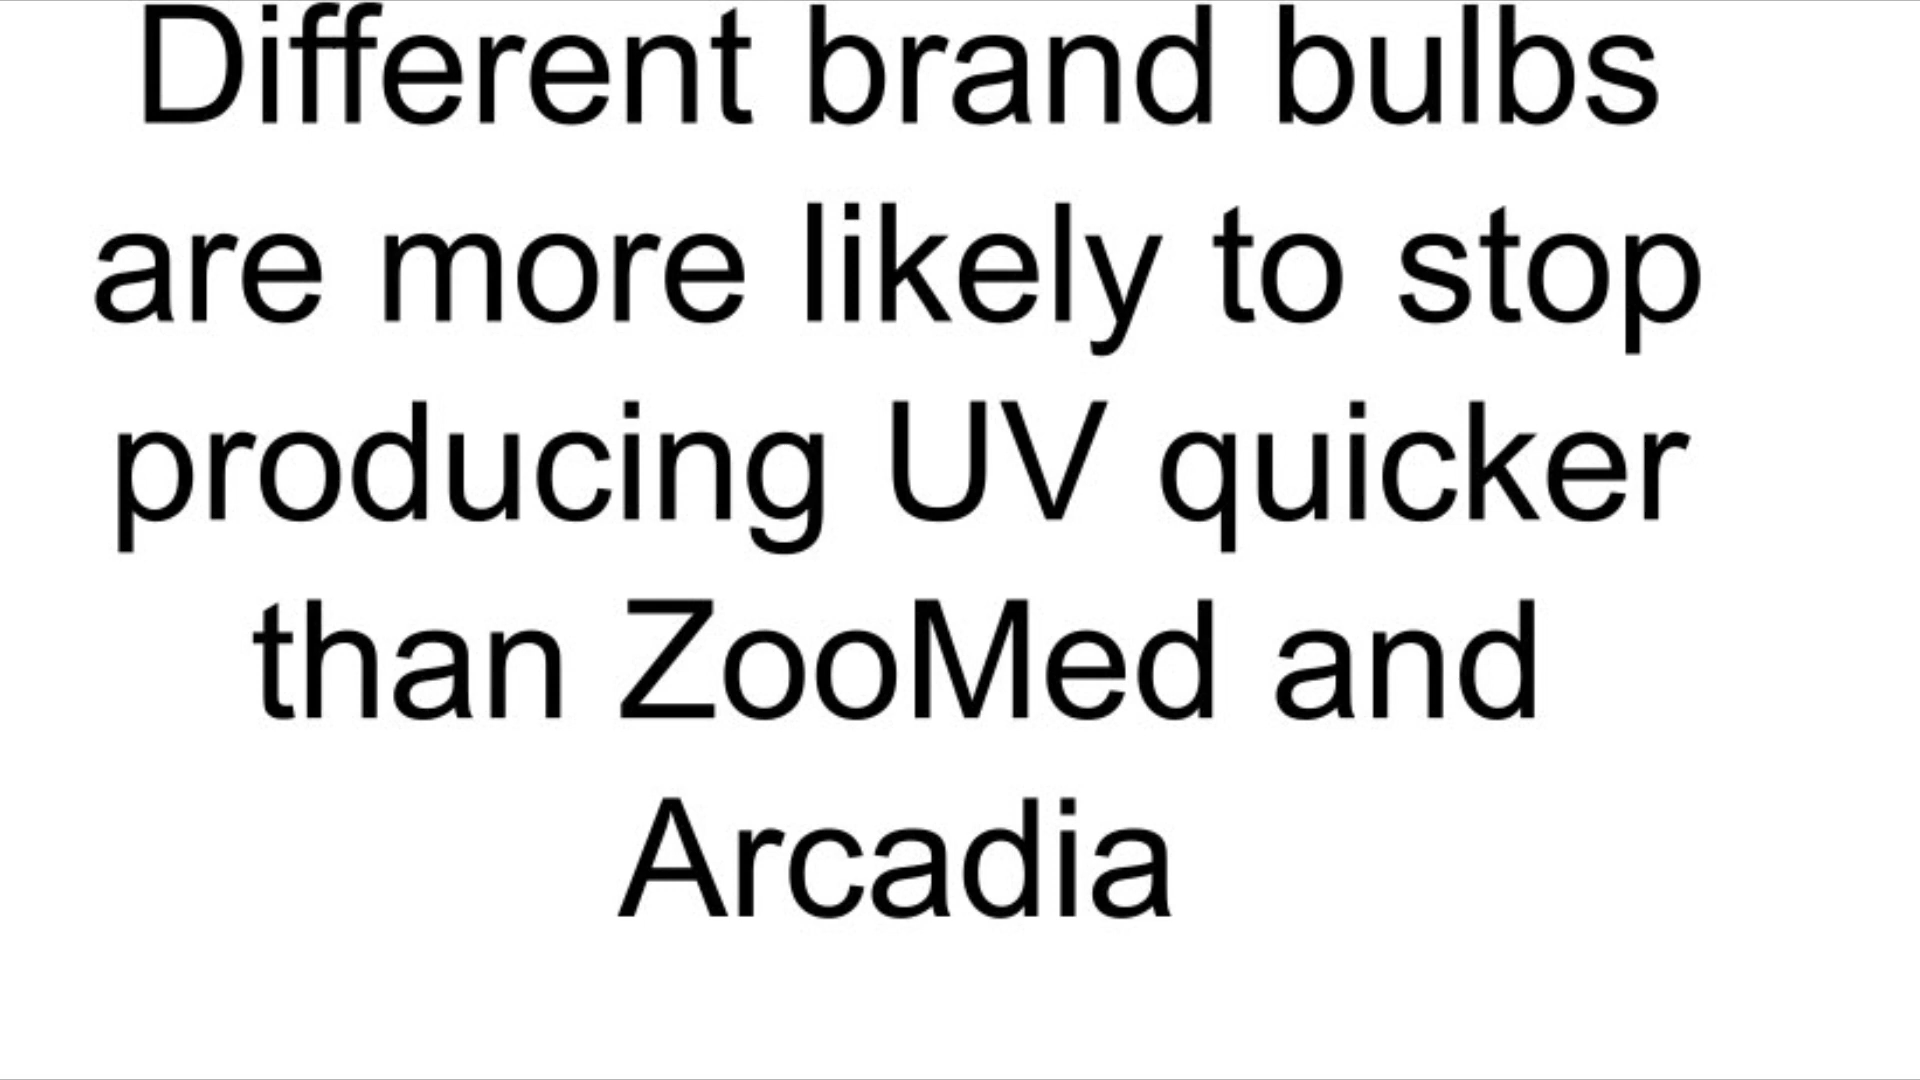 Different brand bulbs
are more likely to stop
producing UV quicker
than ZooMed and
Arcadia